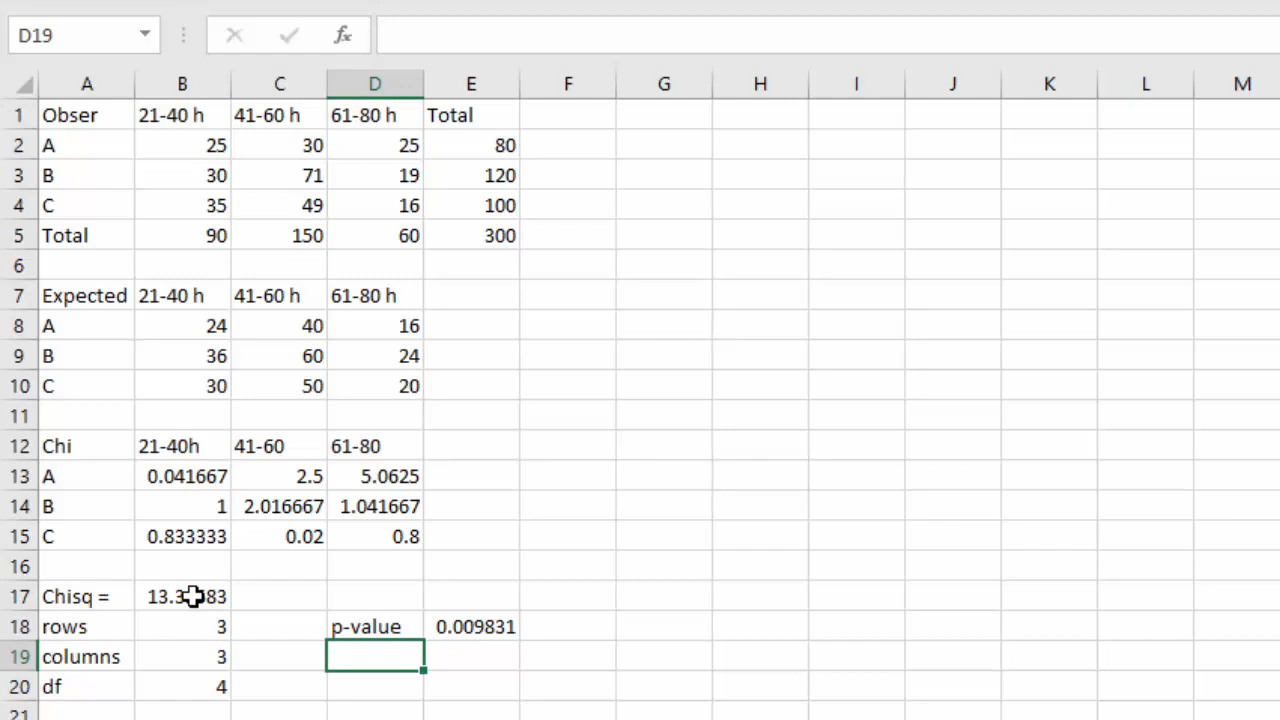 D19 fx
A B C D E F G H I J K L M
1 Obser 21-40 h 41-60 h 61-80 h Total
2 A 25 30 25 80
3 B 30 71 19 120
4 C 35 49 16 100
5 Total 90 150 60 300
6
7 Expected 21-40 h 41-60 h 61-80 h
8 A 24 40 16
9 B 36 60 24
10 C 30 50 20
11
12 Chi 21-40h 41-60 61-80
13 A 0.041667 2.5 5.0625
14 B 1 2.016667 1.041667
15 C 0.833333 0.02 0.8
16
17 Chisq =
18 rows 3 p-value 0.009831
19 columns 3
20 df 4
21